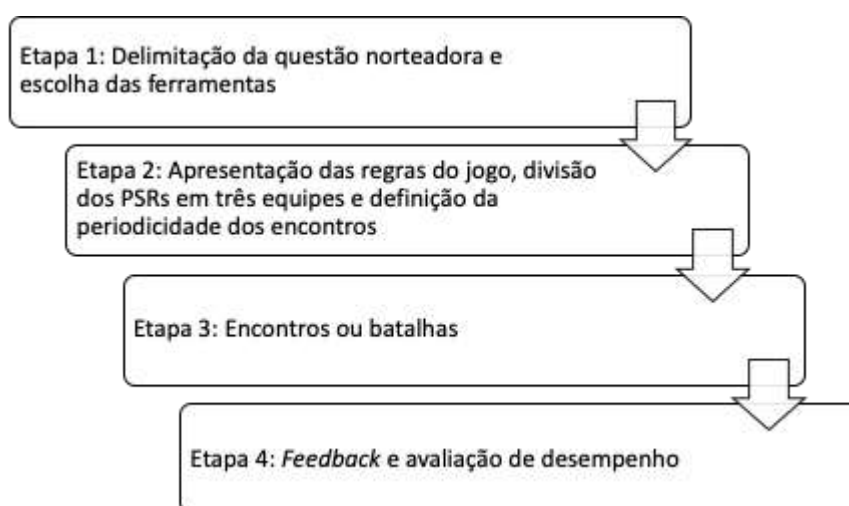 Etapa 1: Delimitação da questão norteadora e
escolha das ferramentas
Etapa 2: Apresentação das regras do jogo, divisão
dos PSRs em três equipes e definição da
periodicidade dos encontros
Etapa 3: Encontros ou batalhas
Etapa 4: Feedback e avaliação de desempenho